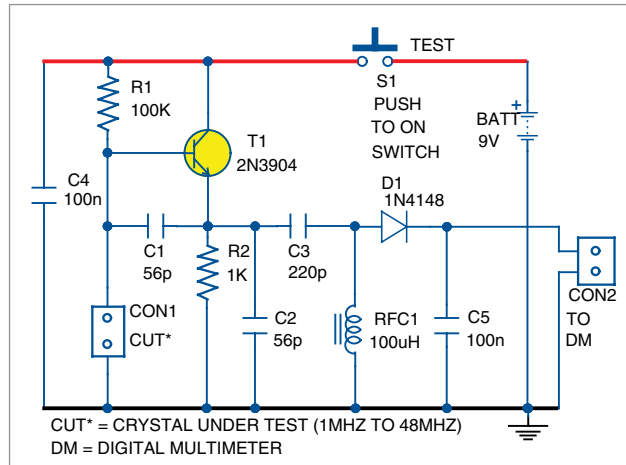 TEST
S1
PUSH
TO ON
SWITCH
+
BATT
9V
R1
100K
T1
2N3904
C4
100n
D1
1N4148
C1
56p
R2
1K
C3
220p
CON1
CUT*
C2
56p
RFC1
100uH
C5
100n
CON2
TO
DM
CUT* = CRYSTAL UNDER TEST (1MHZ TO 48MHZ)
DM = DIGITAL MULTIMETER